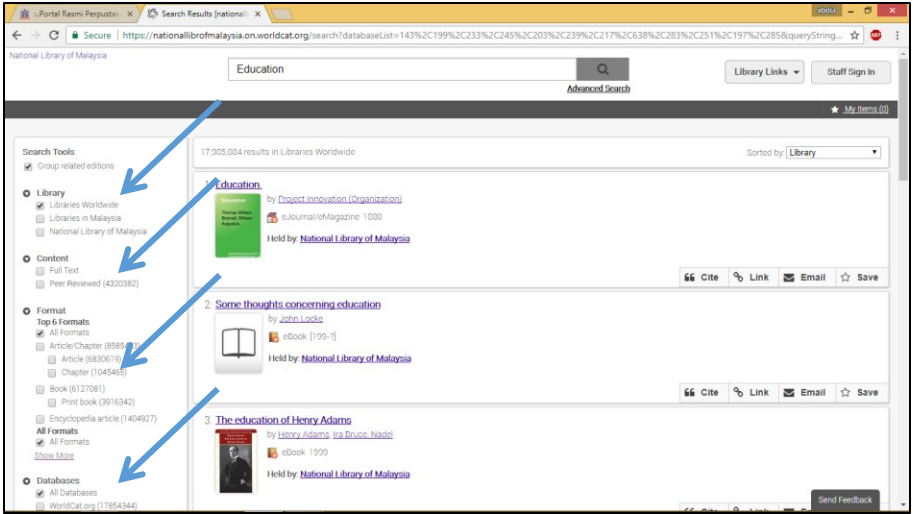 U-Portal Rasmi Perpustak
Search Results [national
abdul
Secure | https://nationallibrofmalaysia.on.worldcat.org/search?databaseList=143%2C199%2C233%2C245%2C203%2C239%2C217%2C638%2C283%2C251%2C197%2C285&queryString...
National Library of Malaysia
Education
Advanced Search
Library Links
Staff Sign In
My Items (0)
Search Tools
Group related editions
Library
Libraries Worldwide
Libraries in Malaysia
National Library of Malaysia
Content
Full Text
Peer Reviewed (4320382)
Format
Top 6 Formats
All Formats
Article/Chapter
Article (6830619)
Chapter (1045465)
Book (6127081)
Print book (3916342)
Encyclopedia article (1404927)
All Formats
All Formats
Show More
Databases
All Databases
WorldCat.org (17854344)
17,905,004 results in Libraries Worldwide
Sorted by: Library
1. Education
by Project Innovation (Organization)
eJournal/eMagazine 1000
Held by: National Library of Malaysia
Cite Link Email Save
2. Some thoughts concerning education
by John Locke
eBook [199-?]
Held by: National Library of Malaysia
Cite Link Email Save
3. The education of Henry Adams
by Henry Adams, Ira Bruce. Nadel
eBook 1999
Held by: National Library of Malaysia
Send Feedback